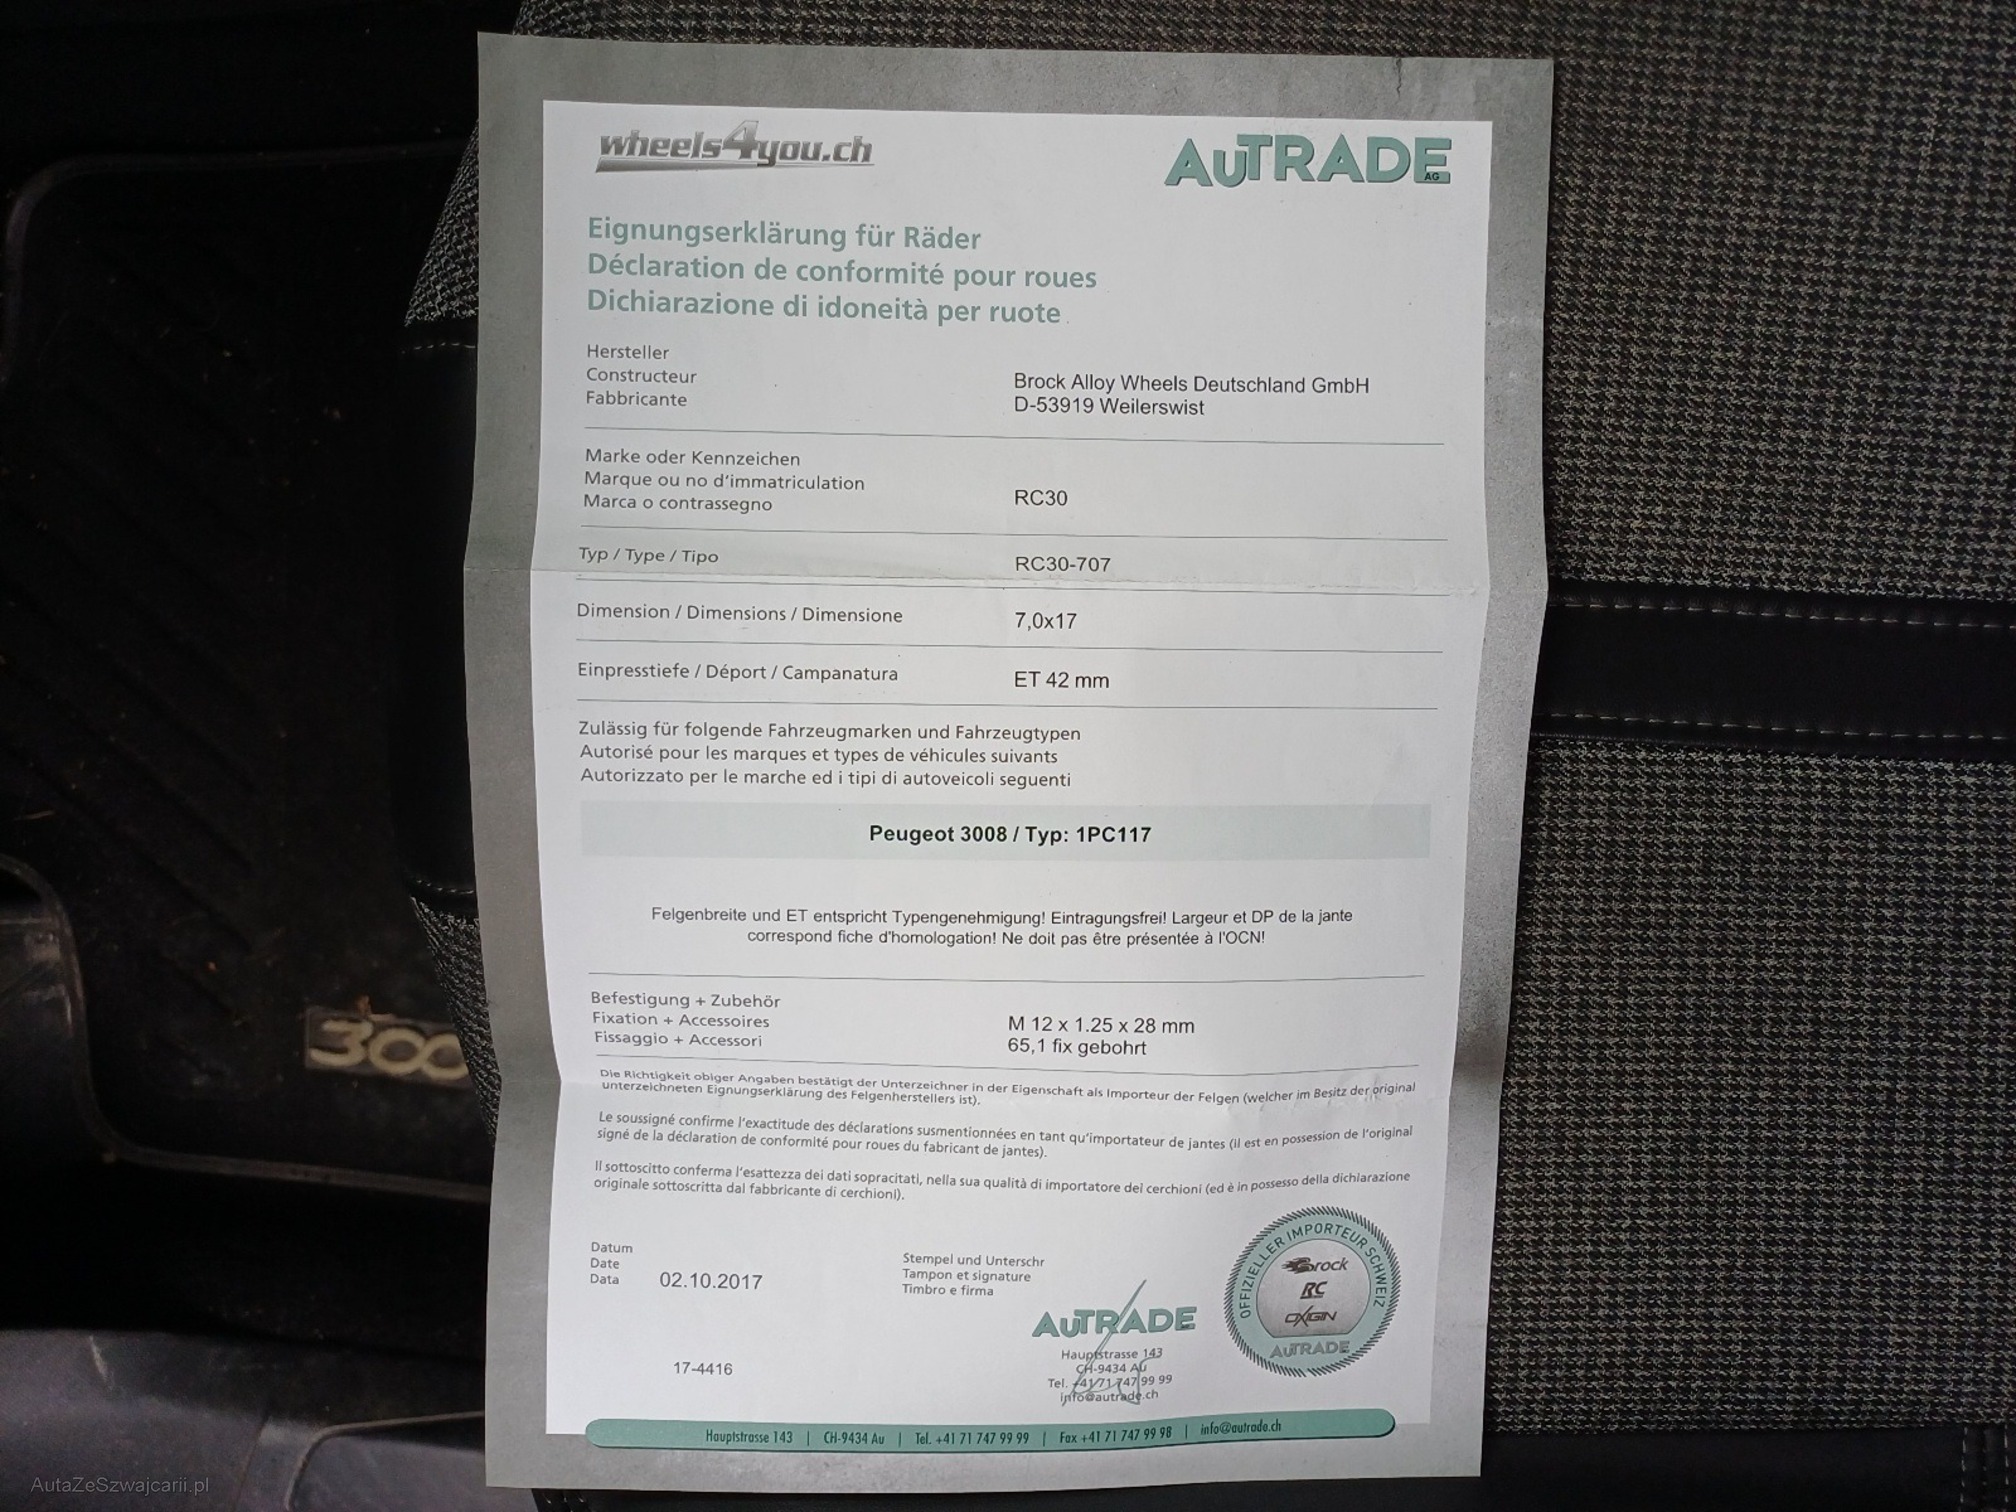 wheels4you.ch
AUTRADE AG
Eignungserklärung für Räder
Déclaration de conformité pour roues
Dichiarazione di idoneità per ruote
Hersteller
Constructeur
Fabbricante
Brock Alloy Wheels Deutschland GmbH
D-53919 Weilerswist
Marke oder Kennzeichen
Marque ou no d'immatriculation
Marca o contrassegno
RC30
Typ / Type / Tipo
RC30-707
Dimension / Dimensions / Dimensione
7,0x17
Einpresstiefe / Déport / Campanatura
ET 42 mm
Zulässig für folgende Fahrzeugmarken und Fahrzeugtypen
Autorisé pour les marques et types de véhicules suivants
Autorizzato per le marche ed i tipi di autoveicoli seguenti
Peugeot 3008 / Typ: 1PC117
Felgenbreite und ET entspricht Typengenehmigung! Eintragungsfrei! Largeur et DP de la jante
correspond fiche d'homologation! Ne doit pas être présentée à l'OCN!
Befestigung + Zubehör
Fixation + Accessoires
Fissaggio + Accessori
M 12 x 1.25 x 28 mm
65,1 fix gebohrt
Die Richtigkeit obiger Angaben bestätigt der Unterzeichner in der Eigenschaft als Importeur der Felgen (welcher im Besitz der original
unterzeichneten Eignungserklärung des Felgenherstellers ist).
Le soussigné confirme l'exactitude des déclarations susmentionnées en tant qu'importateur de jantes (il est en possession de l'original
signé de la déclaration de conformité pour roues du fabricant de jantes).
Il sottoscitto conferma l'esattezza dei dati sopracitati, nella sua qualità di importatore dei cerchioni (ed è in possesso della dichiarazione
originale sottoscritta dal fabbricante di cerchioni).
Datum
Date
Data
02.10.2017
Stempel und Unterschr
Tampon et signature
Timbro e firma
AUTRADE
Hauptstrasse 143
CH-9434 AU
Tel. +41/71 747 99 99
info@autrade.ch
17-4416
OFFIZIELLER IMPORTEUR SCHWEIZ
Brock
RC
OXIGIN
AUTRADE
Hauptstrasse 143 | CH-9434 Au | Tel. +41 71 747 99 99 | Fax +41 71 747 99 98 | info@autrade.ch
300
AutaZeSzwajcarii.pl